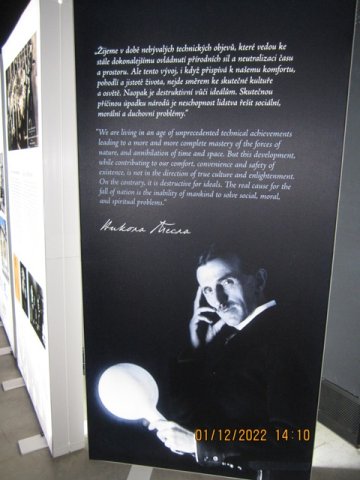 „Žijeme v době nebývalých technických objevů, které vedou ke
stále dokonalejšímu ovládnutí přírodních sil a neutralizaci času
a prostoru. Ale tento vývoj, i když přispívá k našemu komfortu,
pohodlí a jistotě života, nejde směrem ke skutečné kultuře
a osvětě. Naopak je destruktivní vůči ideálům. Skutečnou
příčinou úpadku národů je neschopnost lidstva řešit sociální,
morální a duchovní problémy.“
"We are living in an age of unprecedented technical achievements
leading to a more and more complete mastery of the forces of
nature, and annihilation of time and space. But this development,
while contributing to our comfort, convenience and safety of
existence, is not in the direction of true culture and enlightenment.
On the contrary, it is destructive for ideals. The real cause for the
fall of nation is the inability of mankind to solve social, moral,
and spiritual problems."
Никола Тесла
01/12/2022 14:10